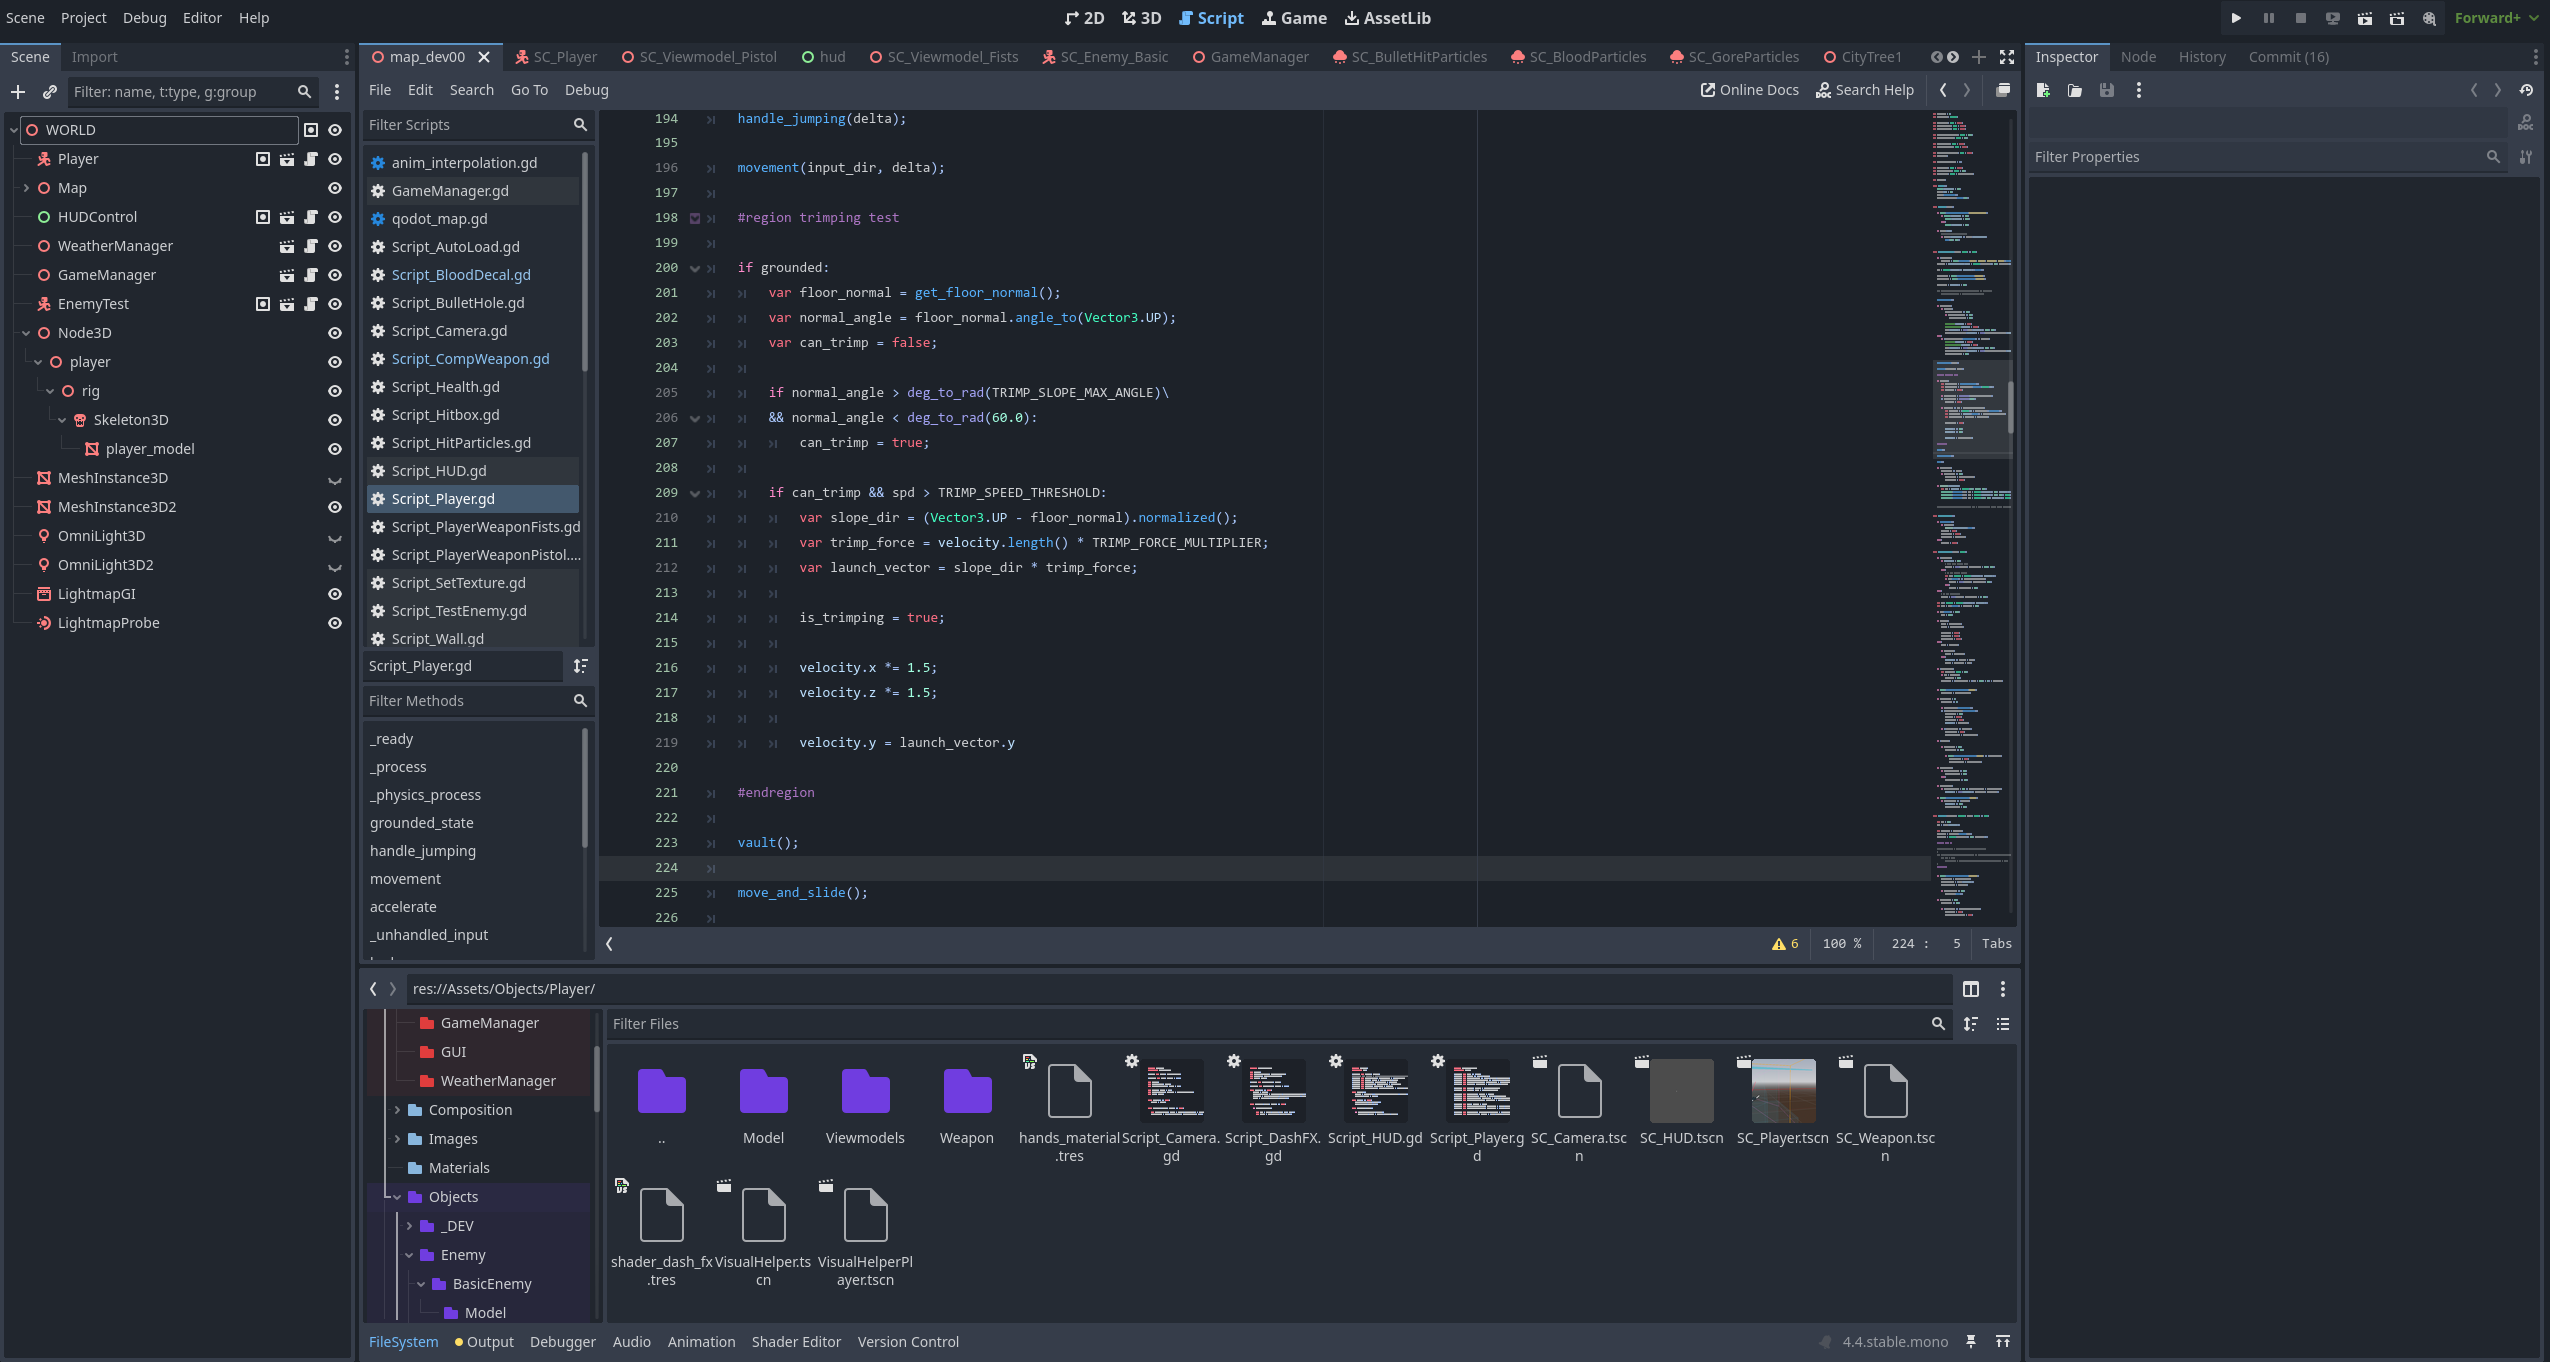 Scene Project Debug Editor Help
2D 3D Script Game AssetLib
Forward+
Scene Import
Filter: name, t:type, g:group
WORLD
Player
Map
HUDControl
WeatherManager
GameManager
EnemyTest
Node3D
player
rig
Skeleton3D
player_model
MeshInstance3D
MeshInstance3D2
OmniLight3D
OmniLight3D2
LightmapGI
LightmapProbe
map_dev00 SC_Player SC_Viewmodel_Pistol hud SC_Viewmodel_Fists SC_Enemy_Basic GameManager SC_BulletHitParticles SC_BloodParticles SC_GoreParticles CityTree1
File Edit Search Go To Debug
Online Docs Search Help
Filter Scripts
anim_interpolation.gd
GameManager.gd
qodot_map.gd
Script_AutoLoad.gd
Script_BloodDecal.gd
Script_BulletHole.gd
Script_Camera.gd
Script_CompWeapon.gd
Script_Health.gd
Script_Hitbox.gd
Script_HitParticles.gd
Script_HUD.gd
Script_Player.gd
Script_PlayerWeaponFists.gd
Script_PlayerWeaponPistol....
Script_SetTexture.gd
Script_TestEnemy.gd
Script_Wall.gd
Script_Player.gd
Filter Methods
_ready
_process
_physics_process
grounded_state
handle_jumping
movement
accelerate
_unhandled_input
194 handle_jumping(delta);
195
196 movement(input_dir, delta);
197
198 #region trimping test
199
200 if grounded:
201 var floor_normal = get_floor_normal();
202 var normal_angle = floor_normal.angle_to(Vector3.UP);
203 var can_trimp = false;
204
205 if normal_angle > deg_to_rad(TRIMP_SLOPE_MAX_ANGLE)\
206 && normal_angle < deg_to_rad(60.0):
207 can_trimp = true;
208
209 if can_trimp && spd > TRIMP_SPEED_THRESHOLD:
210 var slope_dir = (Vector3.UP - floor_normal).normalized();
211 var trimp_force = velocity.length() * TRIMP_FORCE_MULTIPLIER;
212 var launch_vector = slope_dir * trimp_force;
213
214 is_trimping = true;
215
216 velocity.x *= 1.5;
217 velocity.z *= 1.5;
218
219 velocity.y = launch_vector.y
220
221 #endregion
222
223 vault();
224
225 move_and_slide();
226
6 100 % 224 : 5 Tabs
Inspector Node History Commit (16)
Filter Properties
res://Assets/Objects/Player/
GameManager
GUI
WeatherManager
Composition
Images
Materials
Objects
_DEV
Enemy
BasicEnemy
Model
Filter Files
.. Model Viewmodels Weapon hands_material Script_Camera. Script_DashFX. Script_HUD.gd Script_Player.g SC_Camera.tsc SC_HUD.tscn SC_Player.tscn SC_Weapon.tsc
.tres gd gd d n n
shader_dash_fx VisualHelper.ts VisualHelperPl
.tres cn ayer.tscn
FileSystem Output Debugger Audio Animation Shader Editor Version Control
4.4.stable.mono